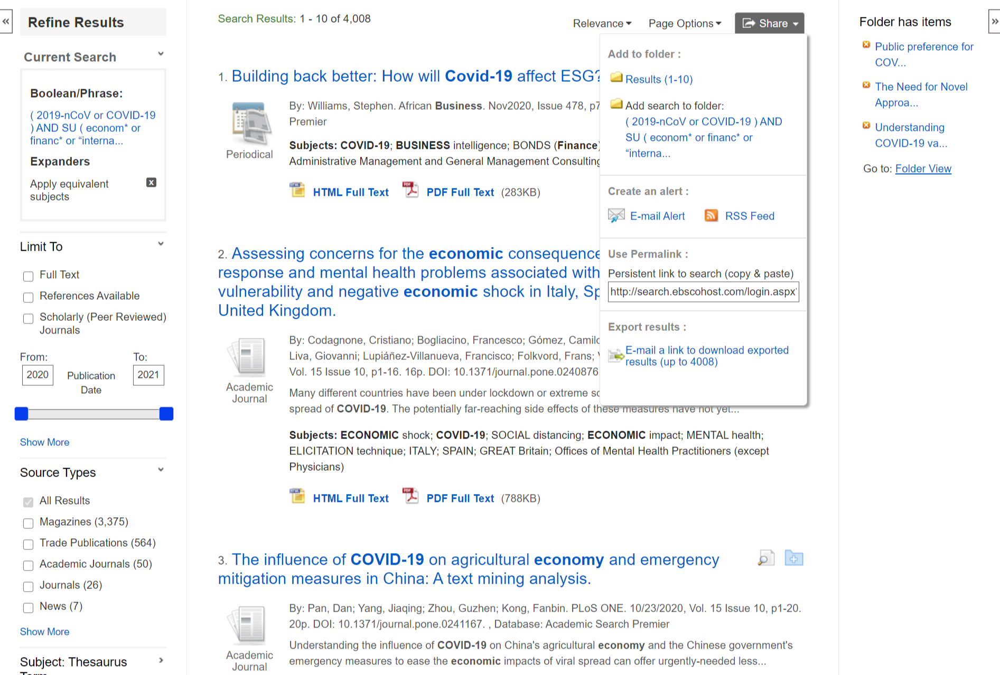 «
Refine Results
Current Search
Boolean/Phrase:
( 2019-nCoV or COVID-19
) AND SU ( econom* or
financ* or “interna...
Expanders
Apply equivalent
subjects
x
Limit To
Full Text
References Available
Scholarly (Peer Reviewed)
Journals
From:
To:
2020
Publication
Date
2021
Show More
Source Types
All Results
Magazines (3,375)
Trade Publications (564)
Academic Journals (50)
Journals (26)
News (7)
Show More
Subject: Thesaurus
Search Results: 1 - 10 of 4,008
Relevance
Page Options
Share
1. Building back better: How will Covid-19 affect ESG?
Periodical
By: Williams, Stephen. African Business. Nov2020, Issue 478, p7
Premier
Subjects: COVID-19; BUSINESS intelligence; BONDS (Finance)
Administrative Management and General Management Consulting
HTML Full Text
PDF
PDF Full Text (283KB)
2. Assessing concerns for the economic consequence
response and mental health problems associated with
vulnerability and negative economic shock in Italy, Sp
United Kingdom.
Academic
Journal
By: Codagnone, Cristiano; Bogliacino, Francesco; Gómez, Camilo
Liva, Giovanni; Lupiáñez-Villanueva, Francisco; Folkvord, Frans;
Vol. 15 Issue 10, p1-16. 16p. DOI: 10.1371/journal.pone.0240876
Many different countries have been under lockdown or extreme so
spread of COVID-19. The potentially far-reaching side effects of these measures have not yet...
Subjects: ECONOMIC shock; COVID-19; SOCIAL distancing; ECONOMIC impact; MENTAL health;
ELICITATION technique; ITALY; SPAIN; GREAT Britain; Offices of Mental Health Practitioners (except
Physicians)
HTML Full Text
PDF
PDF Full Text (788KB)
3. The influence of COVID-19 on agricultural economy and emergency
mitigation measures in China: A text mining analysis.
Academic
Journal
By: Pan, Dan; Yang, Jiaqing; Zhou, Guzhen; Kong, Fanbin. PLoS ONE. 10/23/2020, Vol. 15 Issue 10, p1-20.
20p. DOI: 10.1371/journal.pone.0241167. , Database: Academic Search Premier
Understanding the influence of COVID-19 on China's agricultural economy and the Chinese government's
emergency measures to ease the economic impacts of viral spread can offer urgently-needed less...
Add to folder :
Results (1-10)
Add search to folder:
( 2019-nCoV or COVID-19 ) AND
SU ( econom* or financ* or
“interna...
Create an alert :
E-mail Alert
RSS Feed
Use Permalink :
Persistent link to search (copy & paste)
http://search.ebscohost.com/login.aspx
Export results :
E-mail a link to download exported
results (up to 4008)
Folder has items
»
Public preference for
COV...
The Need for Novel
Approa...
Understanding
COVID-19 va...
Go to: Folder View